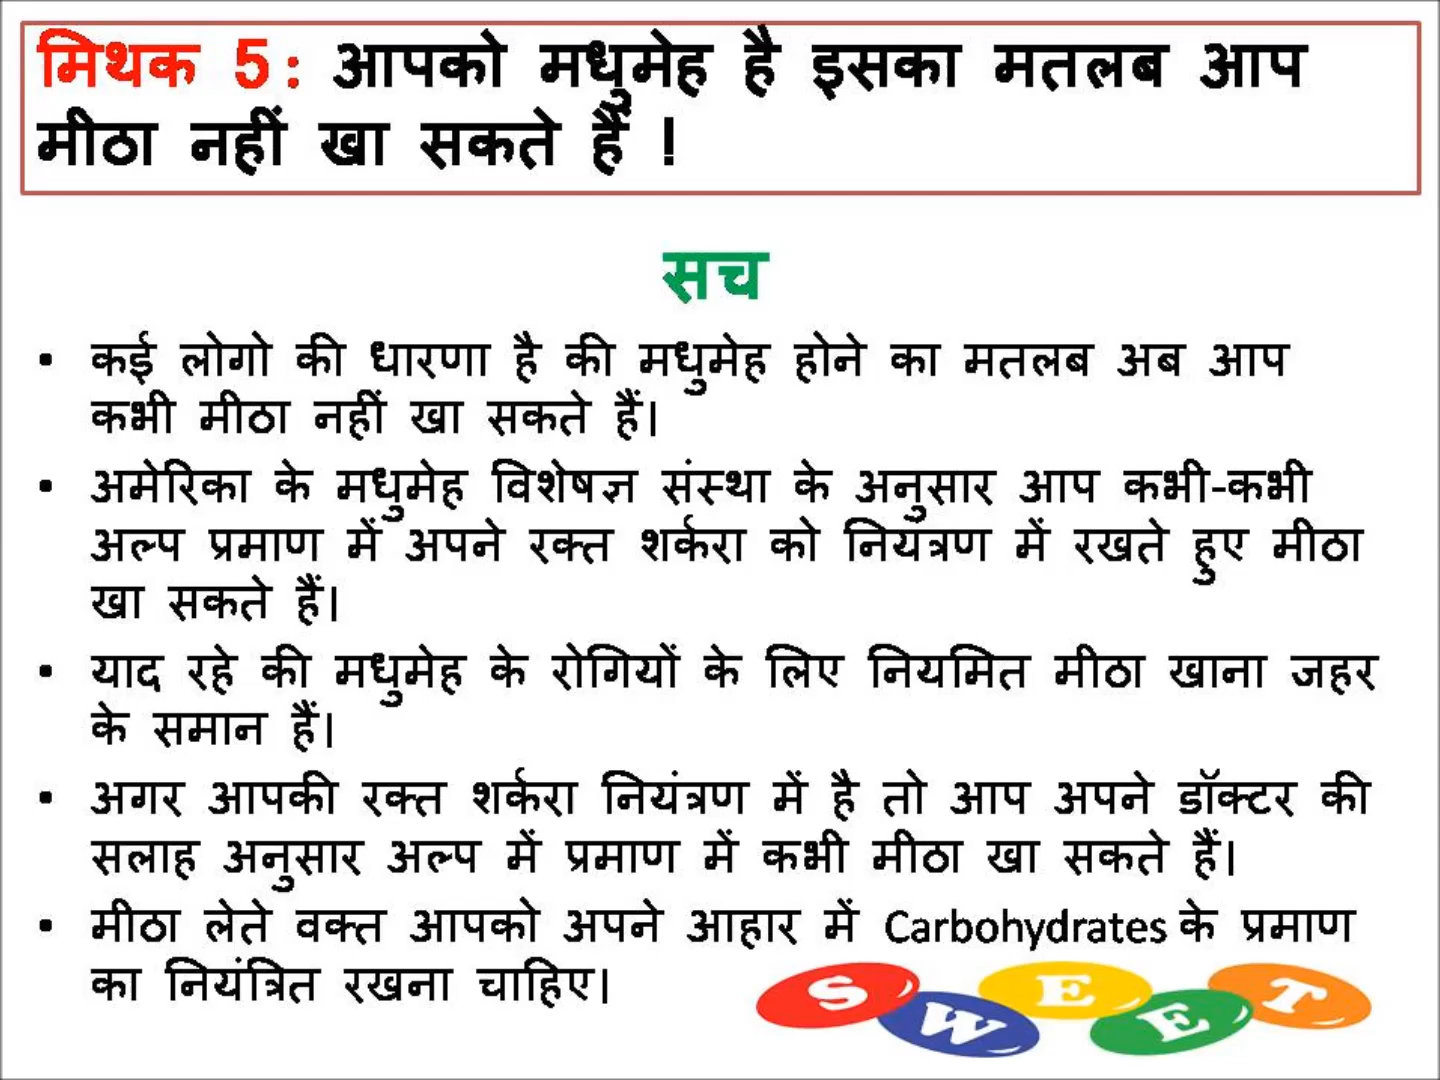 मिथक 5: आपको मधुमेह है इसका मतलब आप
मीठा नहीं खा सकते हैं !
सच
• कई लोगो की धारणा है की मधुमेह होने का मतलब अब आप
कभी मीठा नहीं खा सकते हैं।
• अमेरिका के मधुमेह विशेषज्ञ संस्था के अनुसार आप कभी-कभी
अल्प प्रमाण में अपने रक्त शर्करा को नियंत्रण में रखते हुए मीठा
खा सकते हैं।
• याद रहे की मधुमेह के रोगियों के लिए नियमित मीठा खाना जहर
के समान हैं।
• अगर आपकी रक्त शर्करा नियंत्रण में है तो आप अपने डॉक्टर की
सलाह अनुसार अल्प में प्रमाण में कभी मीठा खा सकते हैं।
• मीठा लेते वक्त आपको अपने आहार में Carbohydrates के प्रमाण
का नियंत्रित रखना चाहिए।
SWEET